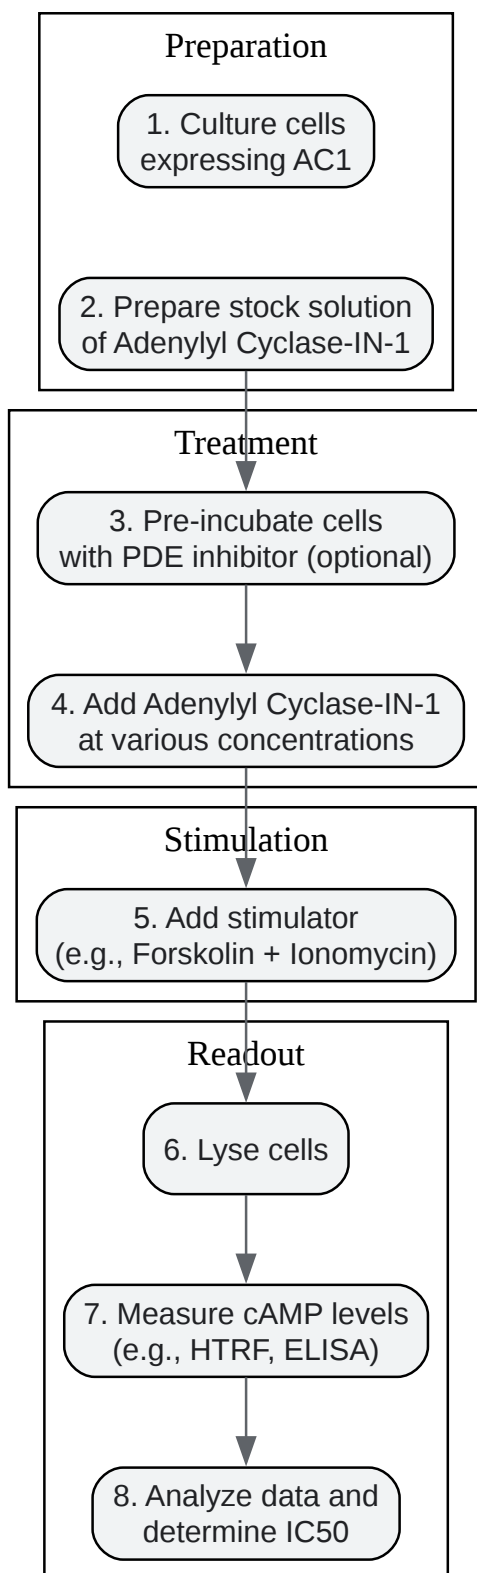 Preparation
1. Culture cells
expressing AC1
2. Prepare stock solution
of Adenylyl Cyclase-IN-1
Treatment
3. Pre-incubate cells
with PDE inhibitor (optional)
4. Add Adenylyl Cyclase-IN-1
at various concentrations
Stimulation
5. Add stimulator
(e.g., Forskolin + Ionomycin)
Readout
6. Lyse cells
7. Measure cAMP levels
(e.g., HTRF, ELISA)
8. Analyze data and
determine IC50